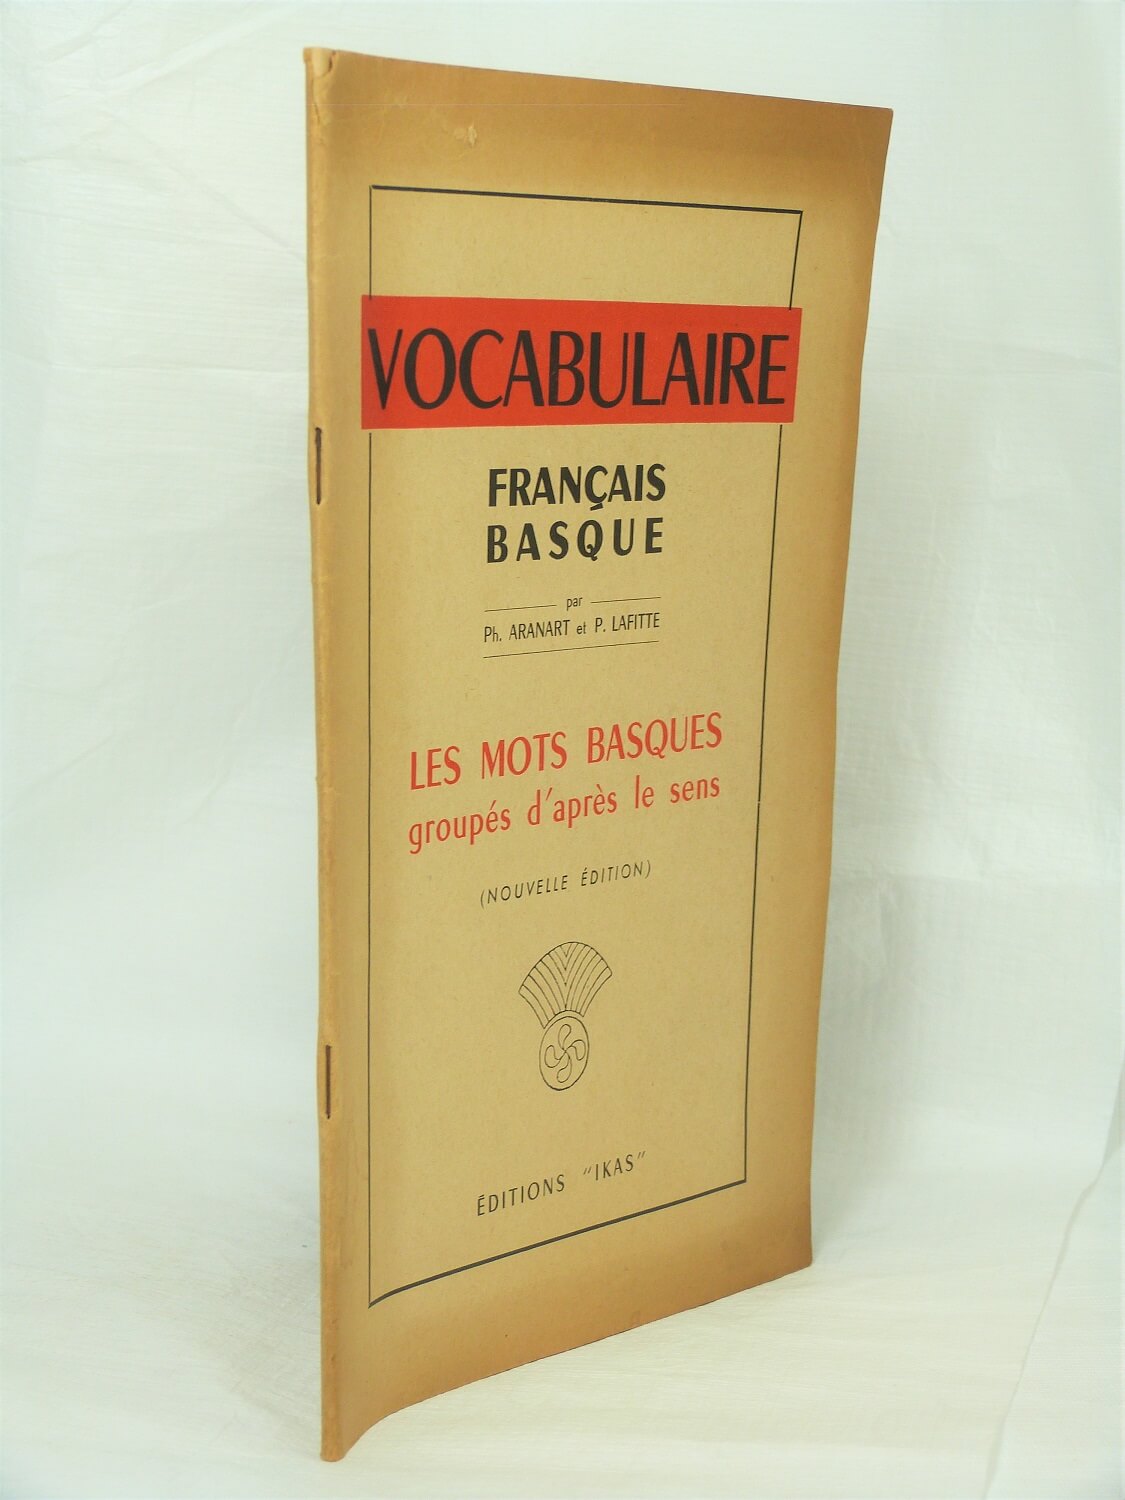 VOCABULAIRE
FRANÇAIS
BASQUE
par
Ph. ARANART et P. LAFITTE
LES MOTS BASQUES
groupés d'après le sens
(NOUVELLE ÉDITION)
ÉDITIONS "IKAS"